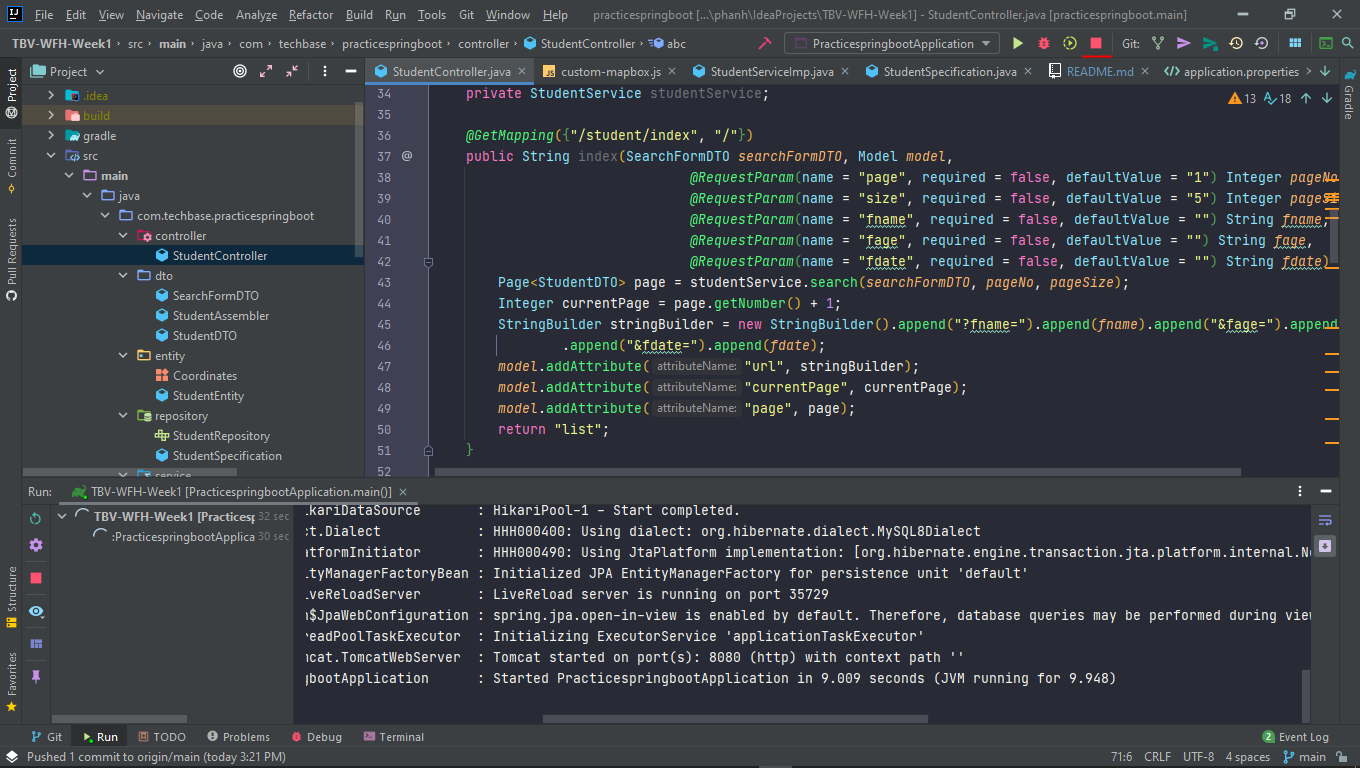 File Edit View Navigate Code Analyze Refactor Build Run Tools Git Window Help practicespringboot [...\phanh\IdeaProjects\TBV-WFH-Week1] - StudentController.java [practicespringboot.main]
TBV-WFH-Week1 src main java com techbase practicespringboot controller StudentController abc PracticespringbootApplication Git:
Project
StudentController.java custom-mapbox.js StudentServiceImp.java StudentSpecification.java README.md application.properties
Project
Commit
Pull Requests
Structure
Favorites
Gradle
.idea
build
gradle
src
main
java
com.techbase.practicespringboot
controller
StudentController
dto
SearchFormDTO
StudentAssembler
StudentDTO
entity
Coordinates
StudentEntity
repository
StudentRepository
StudentSpecification
service
13 18
34 private StudentService studentService;
35
36 @GetMapping({"/student/index", "/"})
37 @ public String index(SearchFormDTO searchFormDTO, Model model,
38 @RequestParam(name = "page", required = false, defaultValue = "1") Integer pageNo
39 @RequestParam(name = "size", required = false, defaultValue = "5") Integer
40 @RequestParam(name = "fname", required = false, defaultValue = "") String fname,
41 @RequestParam(name = "fage", required = false, defaultValue = "") String fage,
42 @RequestParam(name = "fdate", required = false, defaultValue = "") String fdate)
43 Page<StudentDTO> page = studentService.search(searchFormDTO, pageNo, pageSize);
44 Integer currentPage = page.getNumber() + 1;
45 StringBuilder stringBuilder = new StringBuilder().append("?fname=").append(fname).append("&fage=").append
46 .append("&fdate=").append(fdate);
47 model.addAttribute( attributeName: "url", stringBuilder);
48 model.addAttribute( attributeName: "currentPage", currentPage);
49 model.addAttribute( attributeName: "page", page);
50 return "list";
51 }
52
Run: TBV-WFH-Week1 [PracticespringbootApplication.main()]
TBV-WFH-Week1 [Practicesp 32 sec
:PracticespringbootApplica 30 sec
ikariDataSource : HikariPool-1 - Start completed.
t.Dialect : HHH000400: Using dialect: org.hibernate.dialect.MySQL8Dialect
tformInitiator : HHH000490: Using JtaPlatform implementation: [org.hibernate.engine.transaction.jta.platform.internal.No
ityManagerFactoryBean : Initialized JPA EntityManagerFactory for persistence unit 'default'
iveReloadServer : LiveReload server is running on port 35729
$JpaWebConfiguration : spring.jpa.open-in-view is enabled by default. Therefore, database queries may be performed during vie
eadPoolTaskExecutor : Initializing ExecutorService 'applicationTaskExecutor'
cat.TomcatWebServer : Tomcat started on port(s): 8080 (http) with context path ''
gbootApplication : Started PracticespringbootApplication in 9.009 seconds (JVM running for 9.948)
Git Run TODO Problems Debug Terminal 2 Event Log
Pushed 1 commit to origin/main (today 3:21 PM) 71:6 CRLF UTF-8 4 spaces main